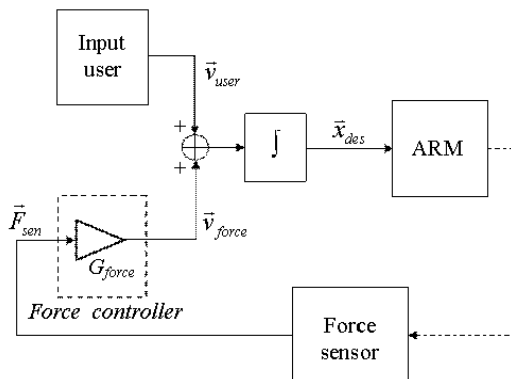 Input
user
v⃗user
+
+
∫
x⃗des
ARM
F⃗sen
v⃗force
Gforce
Force controller
Force
sensor